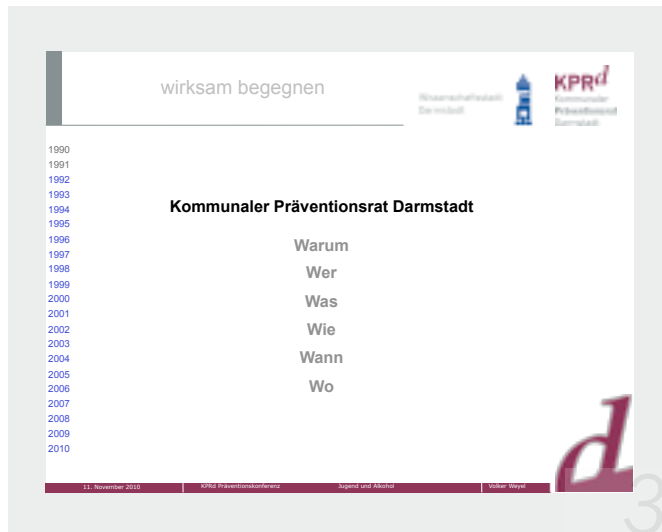 wirksam begegnen
Wissenschaftsstadt
Darmstadt
KPRd
Kommunaler
Präventionsrat
Darmstadt
1990
1991
1992
1993
1994
1995
1996
1997
1998
1999
2000
2001
2002
2003
2004
2005
2006
2007
2008
2009
2010
Kommunaler Präventionsrat Darmstadt
Warum
Wer
Was
Wie
Wann
Wo
d
11. November 2010 KPRd Präventionskonferenz Jugend und Alkohol Volker Weyel
3